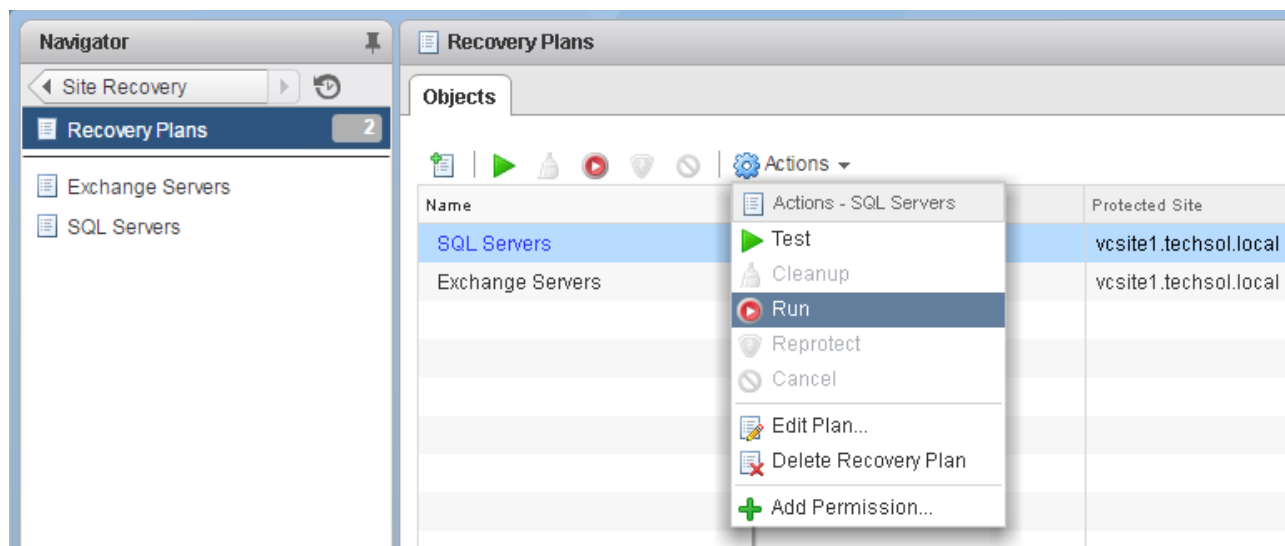 Navigator
Site Recovery
Recovery Plans 2
Exchange Servers
SQL Servers
Recovery Plans
Objects
Actions
Name
Protected Site
SQL Servers
vcsite1.techsol.local
Exchange Servers
vcsite1.techsol.local
Actions - SQL Servers
Test
Cleanup
Run
Reprotect
Cancel
Edit Plan...
Delete Recovery Plan
Add Permission...